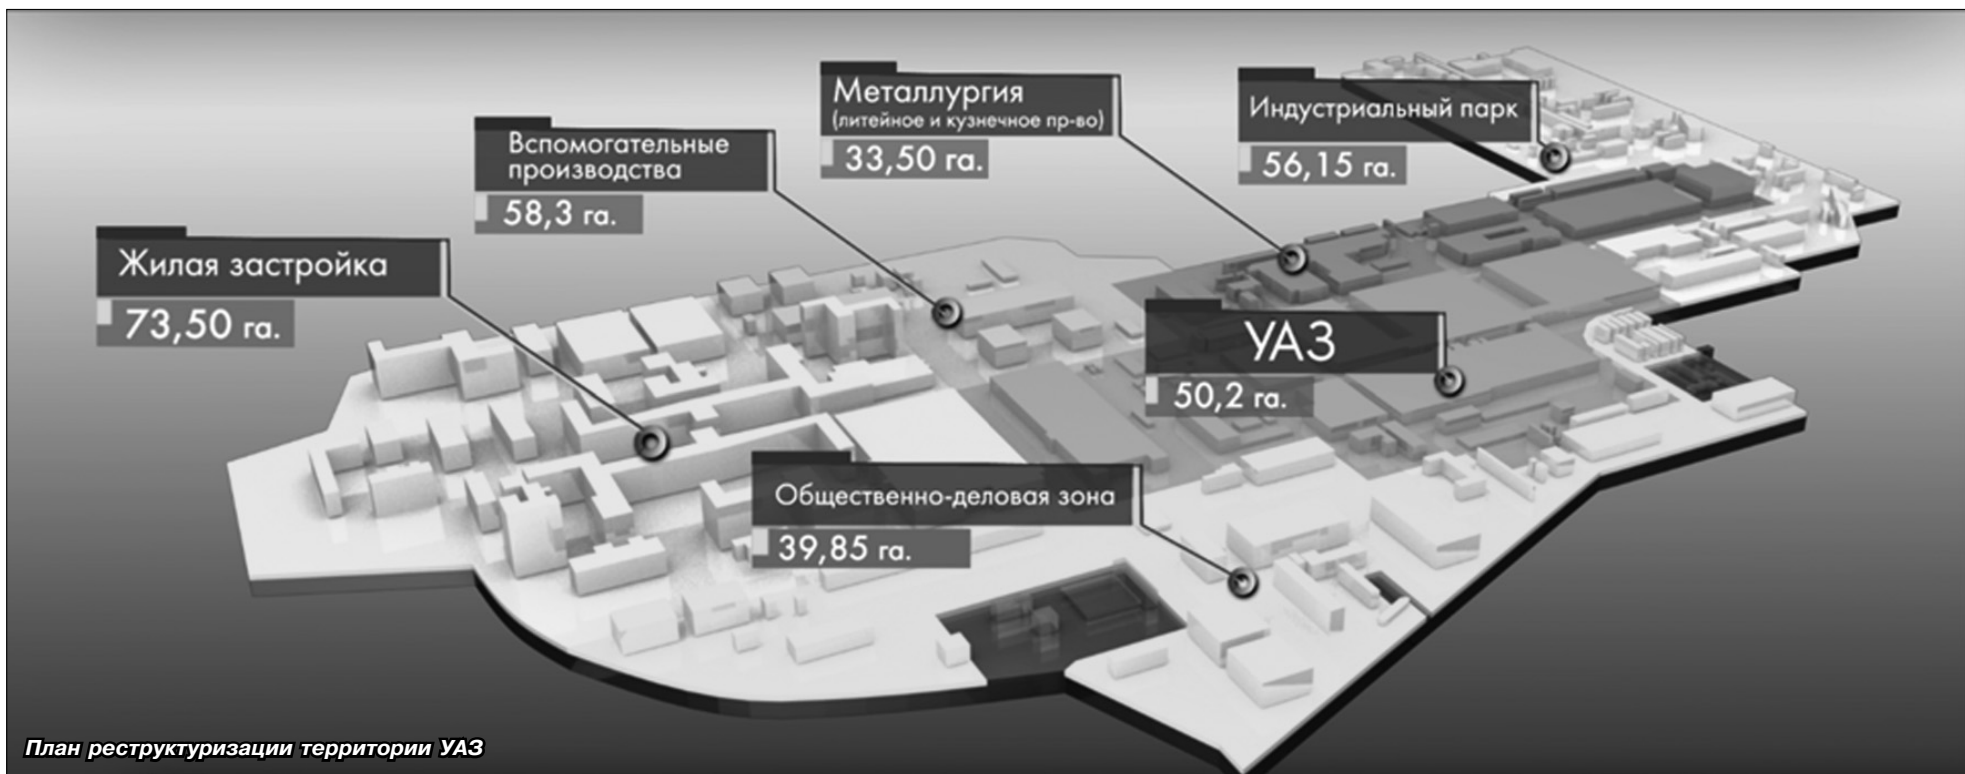 Металлургия
(литейное и кузнечное пр-во)
33,50 га.
Индустриальный парк
56,15 га.
Вспомогательные
производства
58,3 га.
Жилая застройка
73,50 га.
УАЗ
50,2 га.
Общественно-деловая зона
39,85 га.
План реструктуризации территории УАЗ